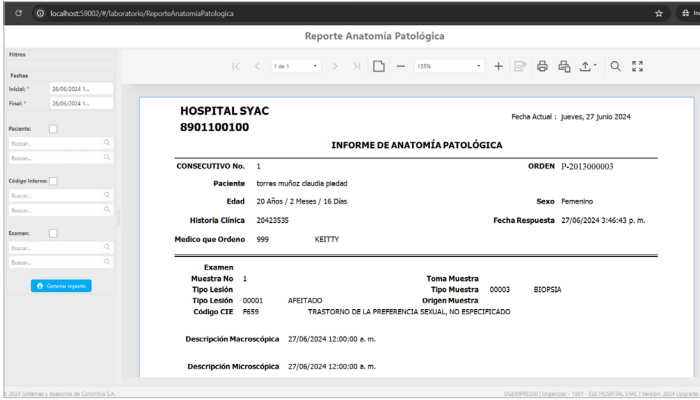 localhost:59002/#/laboratorio/ReporteAnatomiaPatologica
Reporte Anatomía Patológica
Filtros
Fechas
Inicial: * 26/06/2024 1...
Final: * 28/06/2024 1...
Paciente:
Buscar...
Buscar...
Código Interno:
Buscar...
Buscar...
Examen:
Buscar...
Buscar...
Generar reporte
1 de 1
135%
HOSPITAL SYAC
8901100100
Fecha Actual : jueves, 27 junio 2024
INFORME DE ANATOMÍA PATOLÓGICA
CONSECUTIVO No. 1 ORDEN P-2013000003
Paciente torres muñoz claudia piedad
Edad 20 Años / 2 Meses / 16 Días Sexo Femenino
Historia Clínica 20423535 Fecha Respuesta 27/06/2024 3:46:43 p. m.
Medico que Ordeno 999 KEITTY
Examen
Muestra No 1 Toma Muestra
Tipo Lesión Tipo Muestra 00003 BIOPSIA
Tipo Lesión 00001 AFEITADO Origen Muestra
Código CIE F659 TRASTORNO DE LA PREFERENCIA SEXUAL, NO ESPECIFICADO
Descripción Macroscópica 27/06/2024 12:00:00 a. m.
Descripción Microscópica 27/06/2024 12:00:00 a. m.
© 2024 Sistemas y Asesorías de Colombia S.A. DGEMPRES50 | Urgencias - 1901 - ESE HOSPITAL SYAC | Versión: 2024 Upgrade